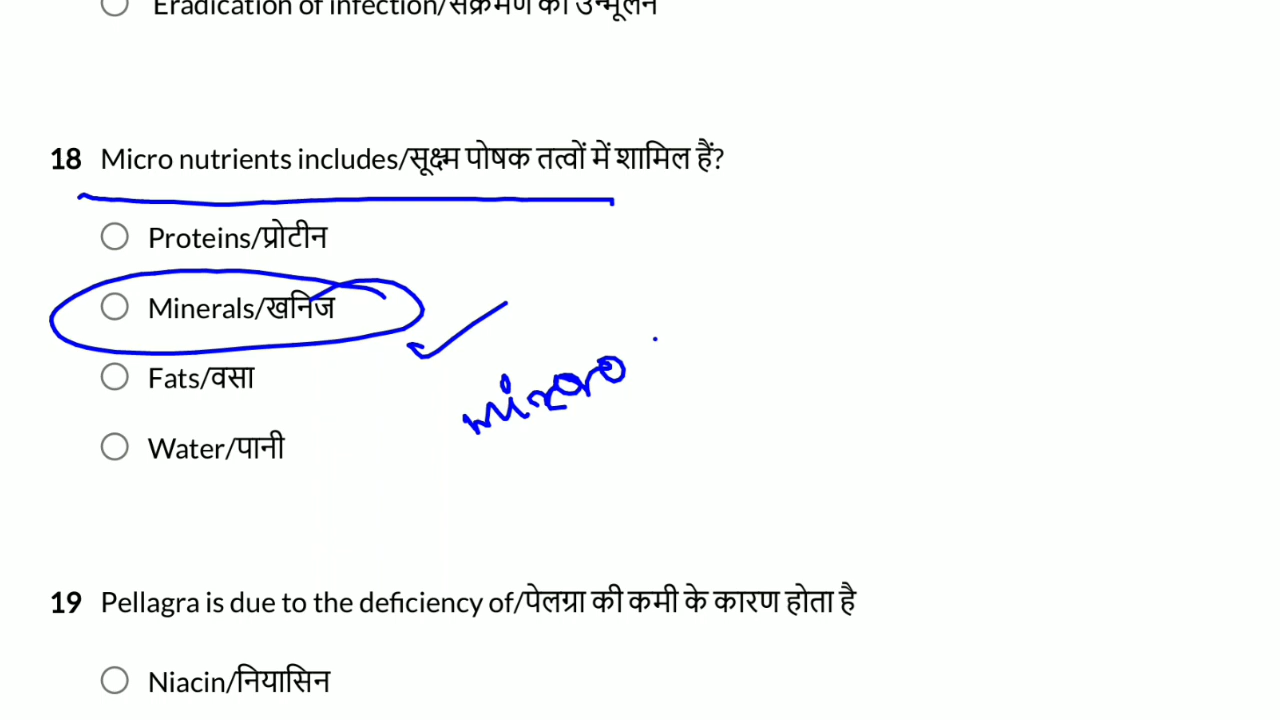 Eradication of infection/संक्रमण का उन्मूलन
18 Micro nutrients includes/सूक्ष्म पोषक तत्वों में शामिल हैं?
Proteins/प्रोटीन
Minerals/खनिज
Fats/वसा
micro
Water/पानी
19 Pellagra is due to the deficiency of/पेलग्रा की कमी के कारण होता है
Niacin/नियासिन